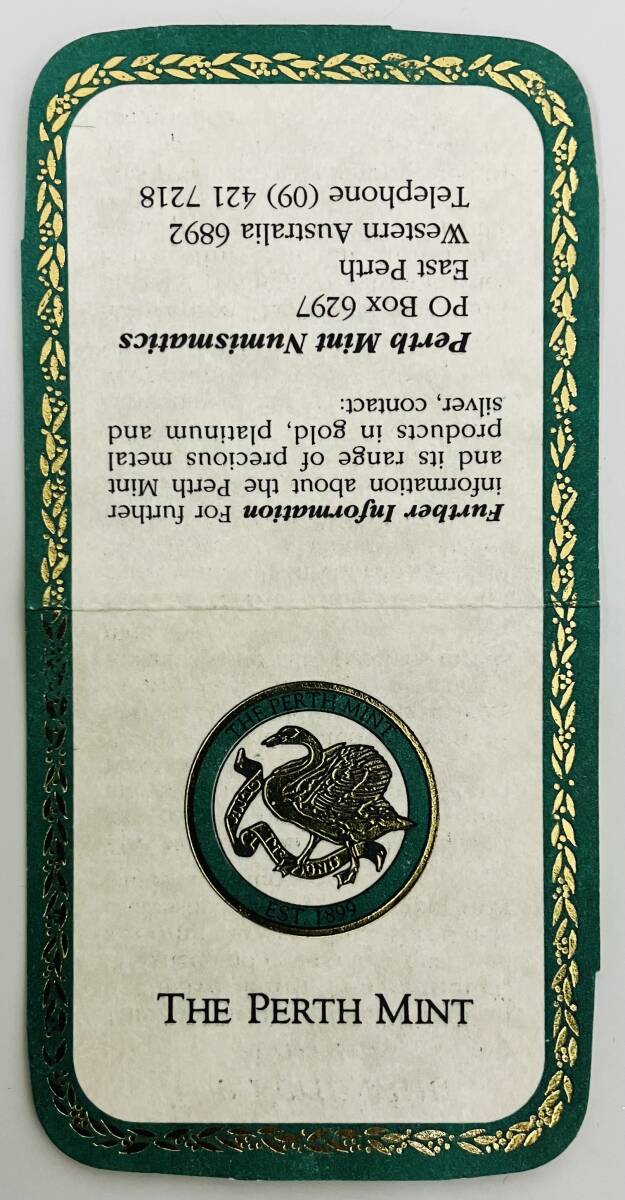 Further Information For further
information about the Perth Mint
and its range of precious metal
products in gold, platinum and
silver, contact:
Perth Mint Numismatics
PO Box 6297
East Perth
Western Australia 6892
Telephone (09) 421 7218
THE PERTH MINT
EST. 1899
THE PERTH MINT